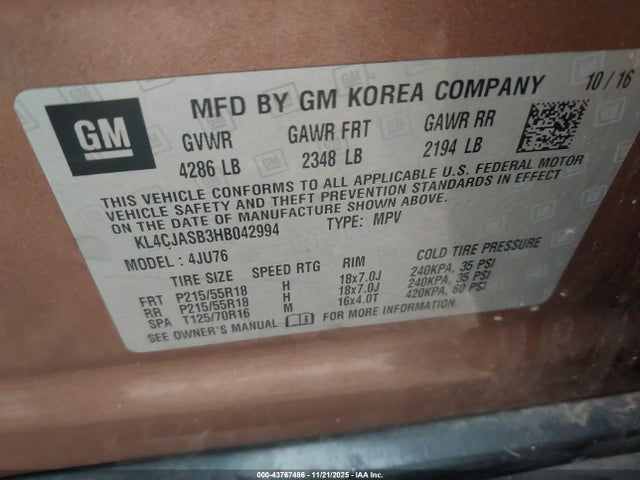 GM
MFD BY GM KOREA COMPANY 10/16
GVWR GAWR FRT GAWR RR
4286 LB 2348 LB 2194 LB
THIS VEHICLE CONFORMS TO ALL APPLICABLE U.S. FEDERAL MOTOR
VEHICLE SAFETY AND THEFT PREVENTION STANDARDS IN EFFECT
ON THE DATE OF MANUFACTURE SHOWN ABOVE.
KL4CJASB3HB042994 TYPE: MPV
MODEL: 4JU76
TIRE SIZE SPEED RTG RIM COLD TIRE PRESSURE
FRT P215/55R18 H 18x7.0J 240KPA, 35 PSI
RR P215/55R18 H 18x7.0J 240KPA, 35 PSI
SPA T125/70R16 M 16x4.0T 420KPA, 60 PSI
SEE OWNER'S MANUAL FOR MORE INFORMATION.
000-43767486 - 11/21/2025 - IAA Inc.